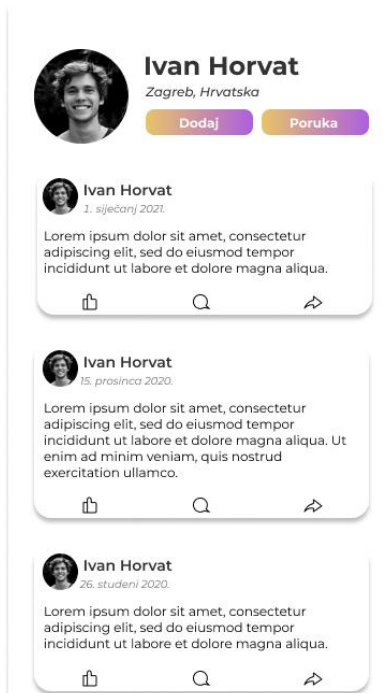 Ivan Horvat
Zagreb, Hrvatska
Dodaj Poruka
Ivan Horvat
1. siječanj 2021.
Lorem ipsum dolor sit amet, consectetur
adipiscing elit, sed do eiusmod tempor
incididunt ut labore et dolore magna aliqua.
Ivan Horvat
15. prosinca 2020.
Lorem ipsum dolor sit amet, consectetur
adipiscing elit, sed do eiusmod tempor
incididunt ut labore et dolore magna aliqua. Ut
enim ad minim veniam, quis nostrud
exercitation ullamco.
Ivan Horvat
26. studeni 2020.
Lorem ipsum dolor sit amet, consectetur
adipiscing elit, sed do eiusmod tempor
incididunt ut labore et dolore magna aliqua.